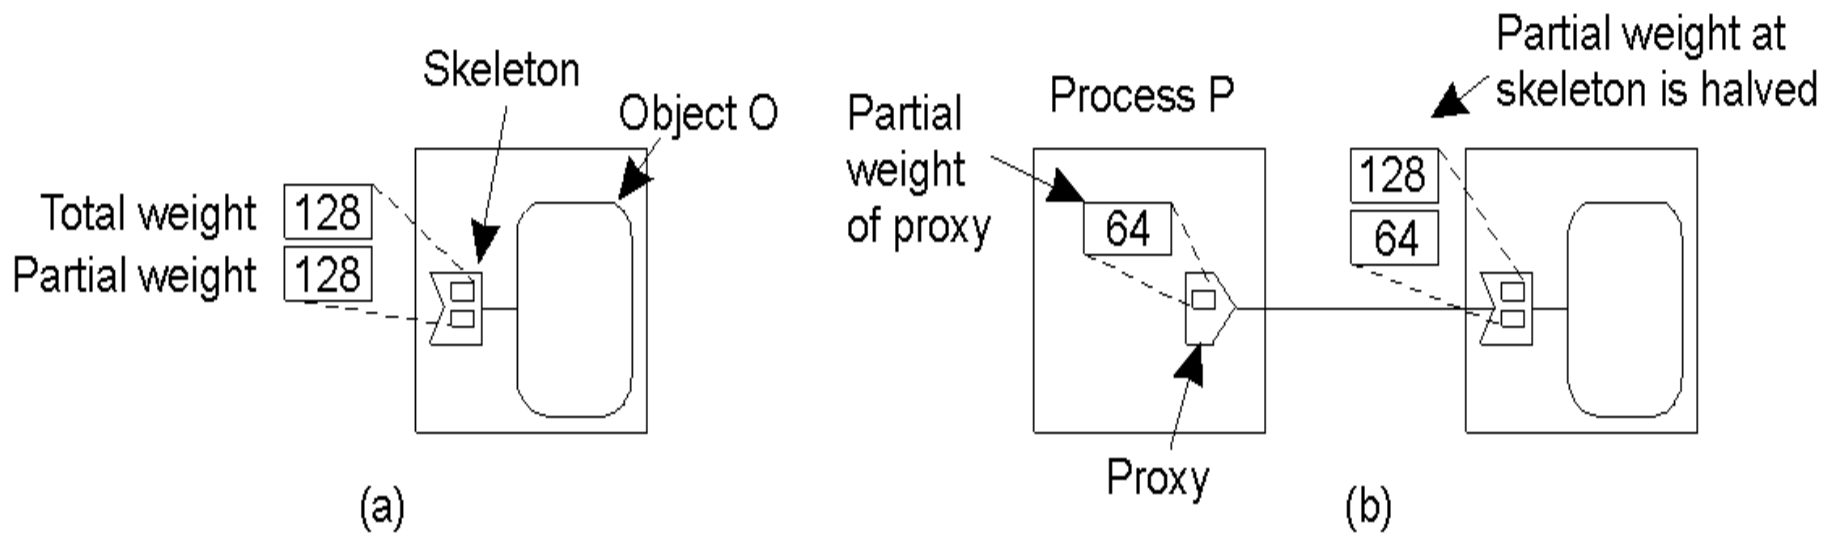 Skeleton
Object O
Total weight 128
Partial weight 128
(a)
Partial
weight
of proxy
Process P
64
Proxy
Partial weight at
skeleton is halved
128
64
(b)